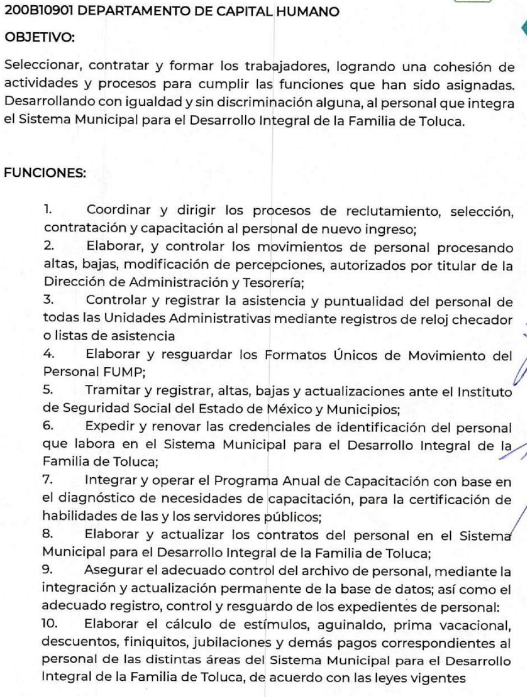 200B10901 DEPARTAMENTO DE CAPITAL HUMANO
OBJETIVO:
Seleccionar, contratar y formar los trabajadores, logrando una cohesión de
actividades y procesos para cumplir las funciones que han sido asignadas.
Desarrollando con igualdad y sin discriminación alguna, al personal que integra
el Sistema Municipal para el Desarrollo Integral de la Familia de Toluca.
FUNCIONES:
1. Coordinar y dirigir los procesos de reclutamiento, selección,
contratación y capacitación al personal de nuevo ingreso;
2. Elaborar, y controlar los movimientos de personal procesando
altas, bajas, modificación de percepciones, autorizados por titular de la
Dirección de Administración y Tesorería;
3. Controlar y registrar la asistencia y puntualidad del personal de
todas las Unidades Administrativas mediante registros de reloj checador
o listas de asistencia
4. Elaborar y resguardar los Formatos Únicos de Movimiento del
Personal FUMP;
5. Tramitar y registrar, altas, bajas y actualizaciones ante el Instituto
de Seguridad Social del Estado de México y Municipios;
6. Expedir y renovar las credenciales de identificación del personal
que labora en el Sistema Municipal para el Desarrollo Integral de la
Familia de Toluca;
7. Integrar y operar el Programa Anual de Capacitación con base en
el diagnóstico de necesidades de capacitación, para la certificación de
habilidades de las y los servidores públicos;
8. Elaborar y actualizar los contratos del personal en el Sistema
Municipal para el Desarrollo Integral de la Familia de Toluca;
9. Asegurar el adecuado control del archivo de personal, mediante la
integración y actualización permanente de la base de datos; así como el
adecuado registro, control y resguardo de los expedientes de personal:
10. Elaborar el cálculo de estímulos, aguinaldo, prima vacacional,
descuentos, finiquitos, jubilaciones y demás pagos correspondientes al
personal de las distintas áreas del Sistema Municipal para el Desarrollo
Integral de la Familia de Toluca, de acuerdo con las leyes vigentes